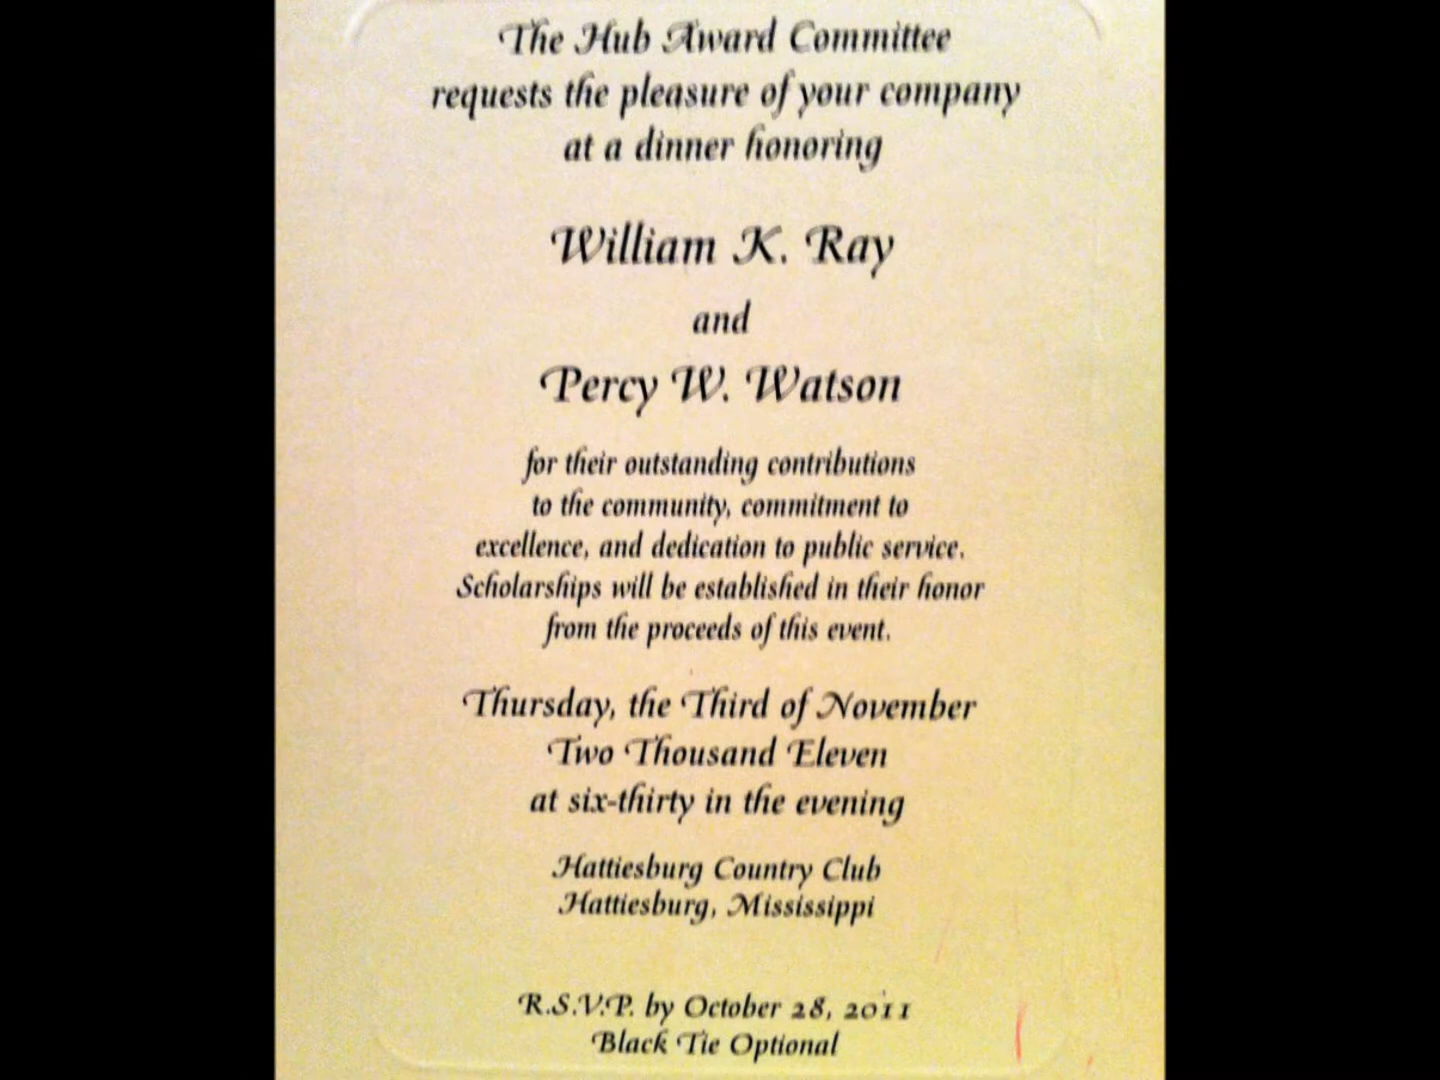 The Hub Award Committee
requests the pleasure of your company
at a dinner honoring
William K. Ray
and
Percy W. Watson
for their outstanding contributions
to the community, commitment to
excellence, and dedication to public service.
Scholarships will be established in their honor
from the proceeds of this event.
Thursday, the Third of November
Two Thousand Eleven
at six-thirty in the evening
Hattiesburg Country Club
Hattiesburg, Mississippi
R.S.V.P. by October 28, 2011
Black Tie Optional